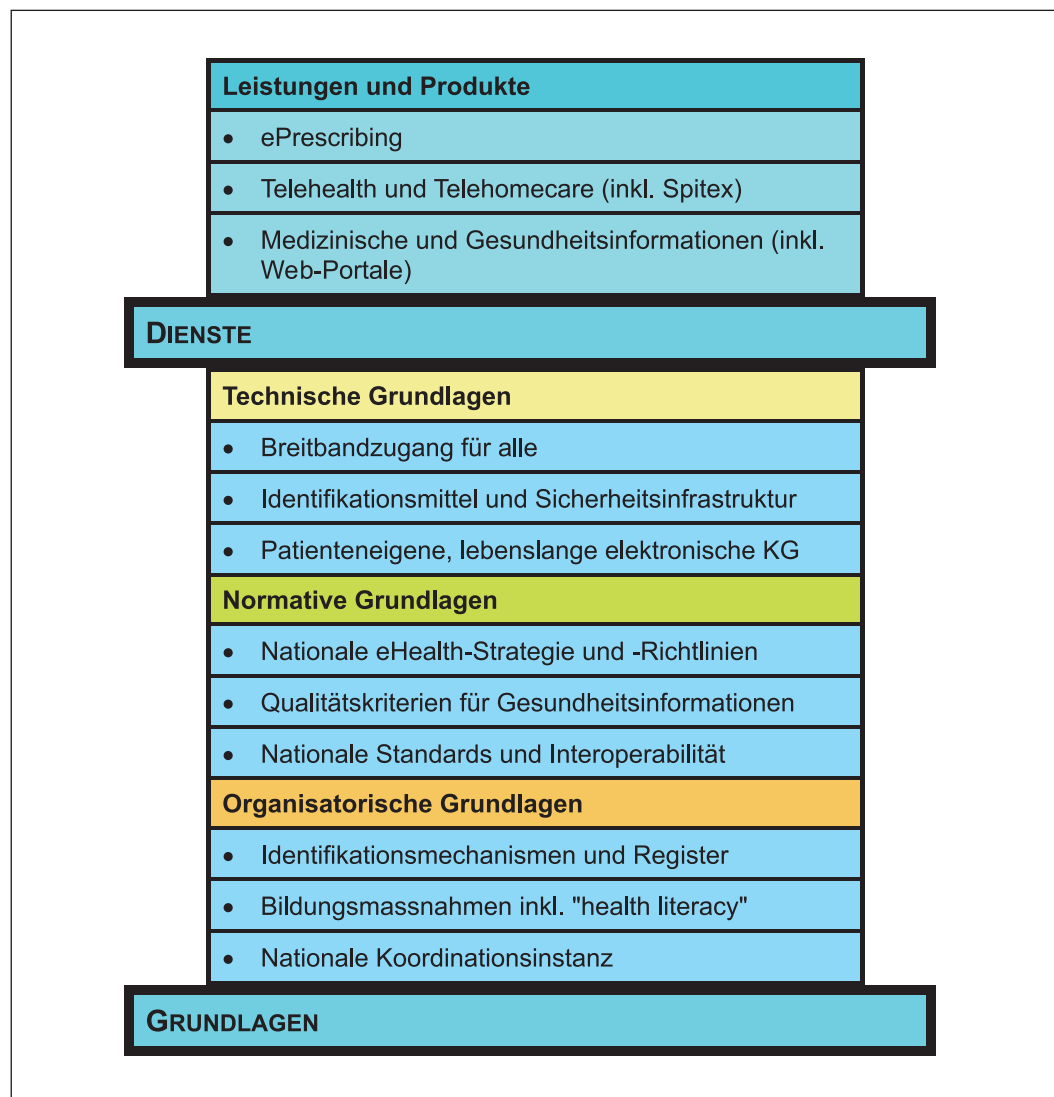 Leistungen und Produkte
• ePrescribing
• Telehealth und Telehomecare (inkl. Spitex)
• Medizinische und Gesundheitsinformationen (inkl.
Web-Portale)
DIENSTE
Technische Grundlagen
• Breitbandzugang für alle
• Identifikationsmittel und Sicherheitsinfrastruktur
• Patienteneigene, lebenslange elektronische KG
Normative Grundlagen
• Nationale eHealth-Strategie und -Richtlinien
• Qualitätskriterien für Gesundheitsinformationen
• Nationale Standards und Interoperabilität
Organisatorische Grundlagen
• Identifikationsmechanismen und Register
• Bildungsmassnahmen inkl. "health literacy"
• Nationale Koordinationsinstanz
GRUNDLAGEN